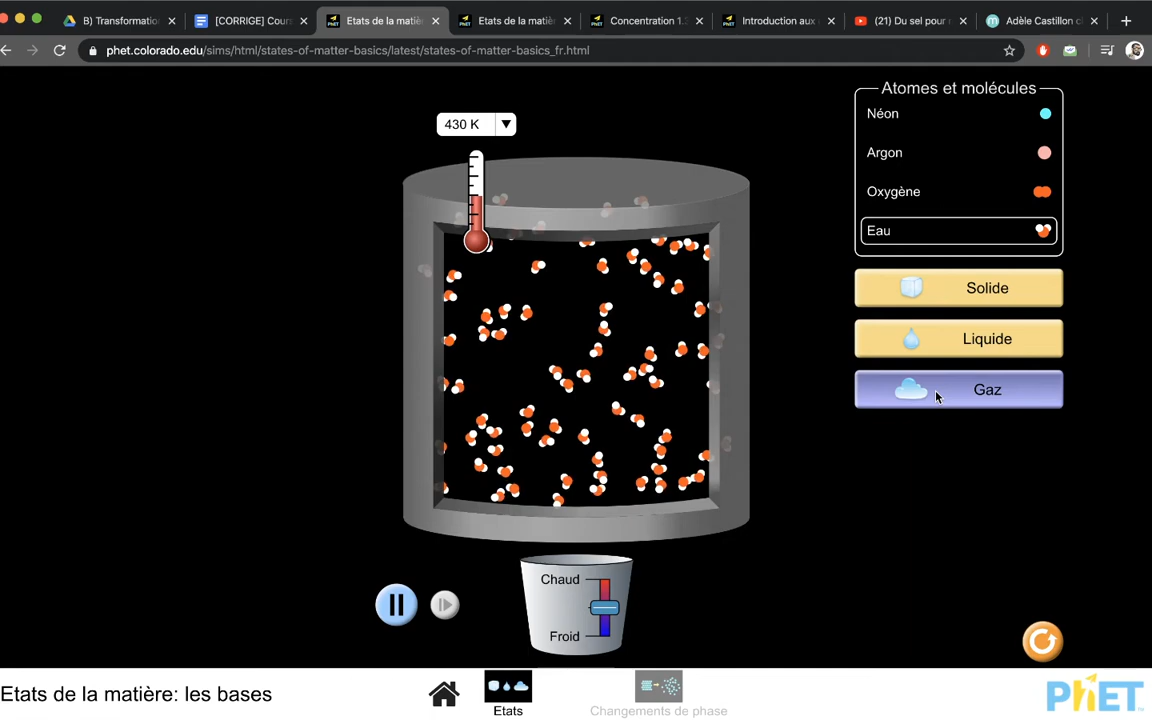 B) Transformatio
[CORRIGE] Cour
Etats de la matiè
Etats de la matiè
Concentration 1.
Introduction aux
(21) Du sel pour
Adèle Castillon c
phet.colorado.edu/sims/html/states-of-matter-basics/latest/states-of-matter-basics_fr.html
430 K
Atomes et molécules
Néon
Argon
Oxygène
Eau
Solide
Liquide
Gaz
Chaud
Froid
Etats de la matière: les bases
Etats
Changements de phase
PhET